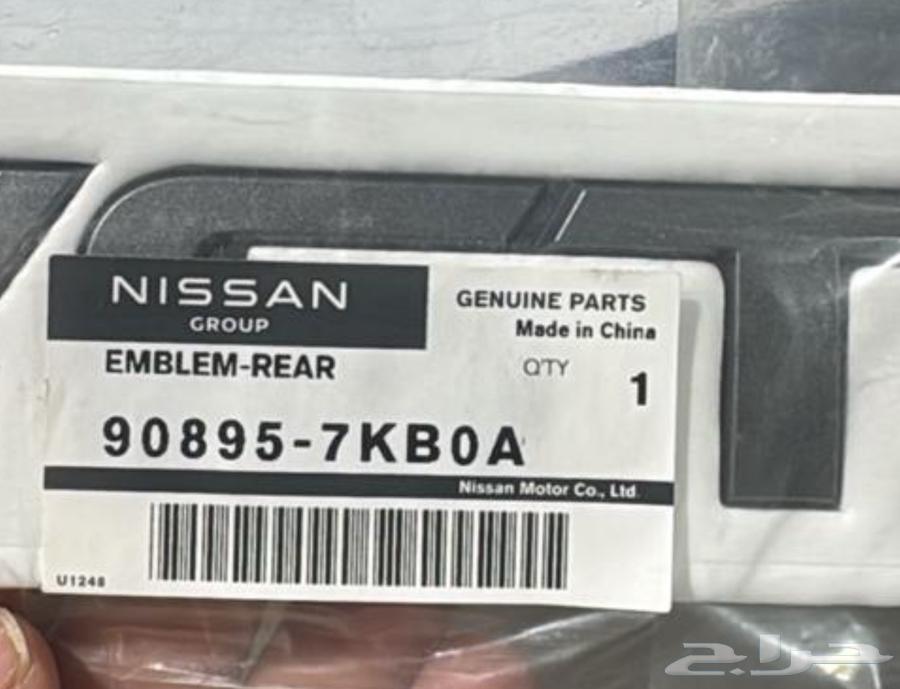 NISSAN
GROUP
GENUINE PARTS
Made in China
EMBLEM-REAR
QTY 1
90895-7KB0A
Nissan Motor Co., Ltd.
U1248
حراج